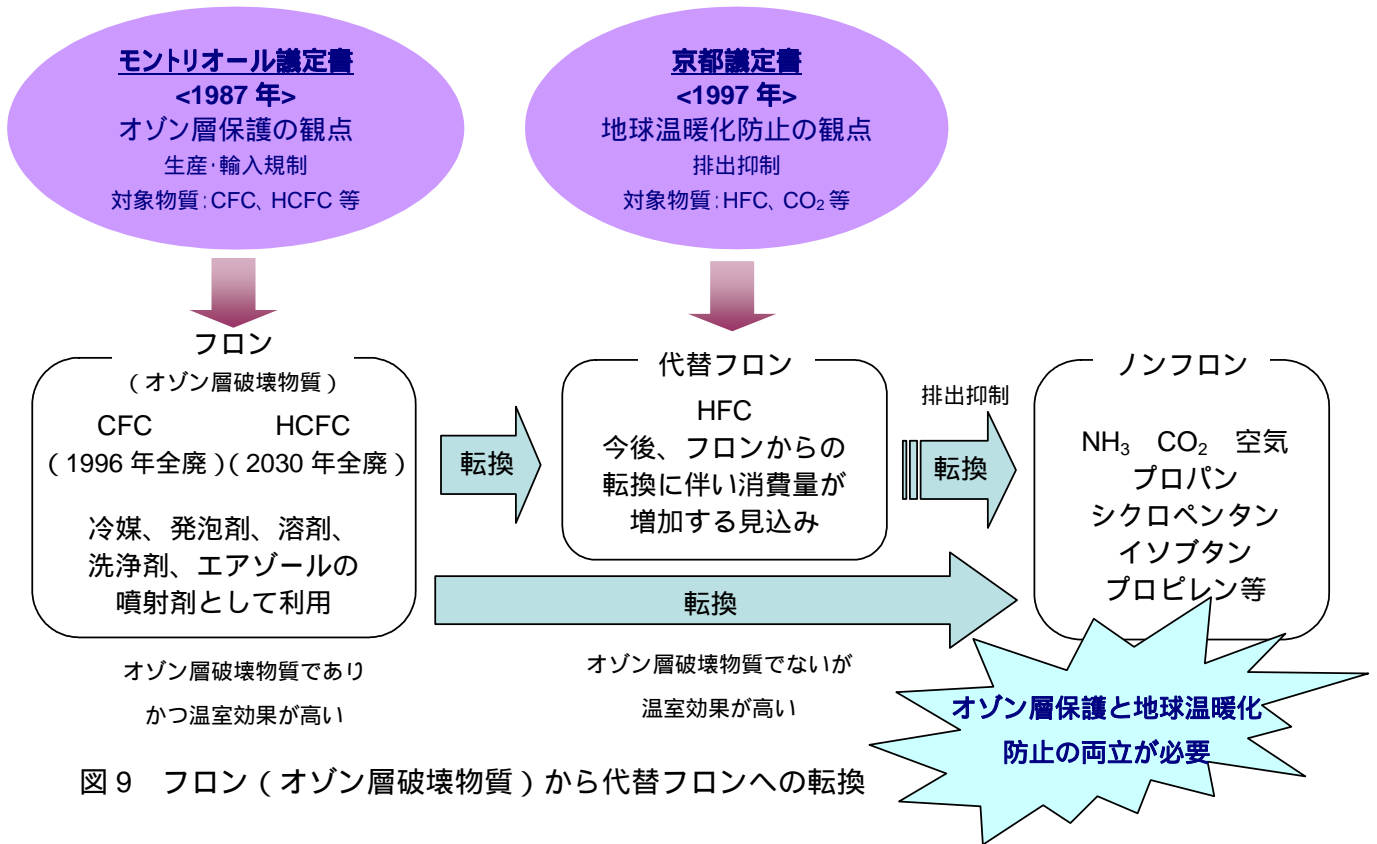 モントリオール議定書
<1987 年>
オゾン層保護の観点
生産･輸入規制
対象物質:CFC、HCFC 等
京都議定書
<1997 年>
地球温暖化防止の観点
排出抑制
対象物質:HFC、CO₂ 等
フロン
(オゾン層破壊物質)
CFC HCFC
(1996 年全廃)(2030 年全廃)
冷媒、発泡剤、溶剤、
洗浄剤、エアゾールの
噴射剤として利用
オゾン層破壊物質であり
かつ温室効果が高い
転換
代替フロン
HFC
今後、フロンからの
転換に伴い消費量が
増加する見込み
排出抑制
転換
転換
オゾン層破壊物質でないが
温室効果が高い
ノンフロン
NH₃ CO₂ 空気
プロパン
シクロペンタン
イソブタン
プロピレン等
オゾン層保護と地球温暖化
防止の両立が必要
図 9 フロン(オゾン層破壊物質)から代替フロンへの転換